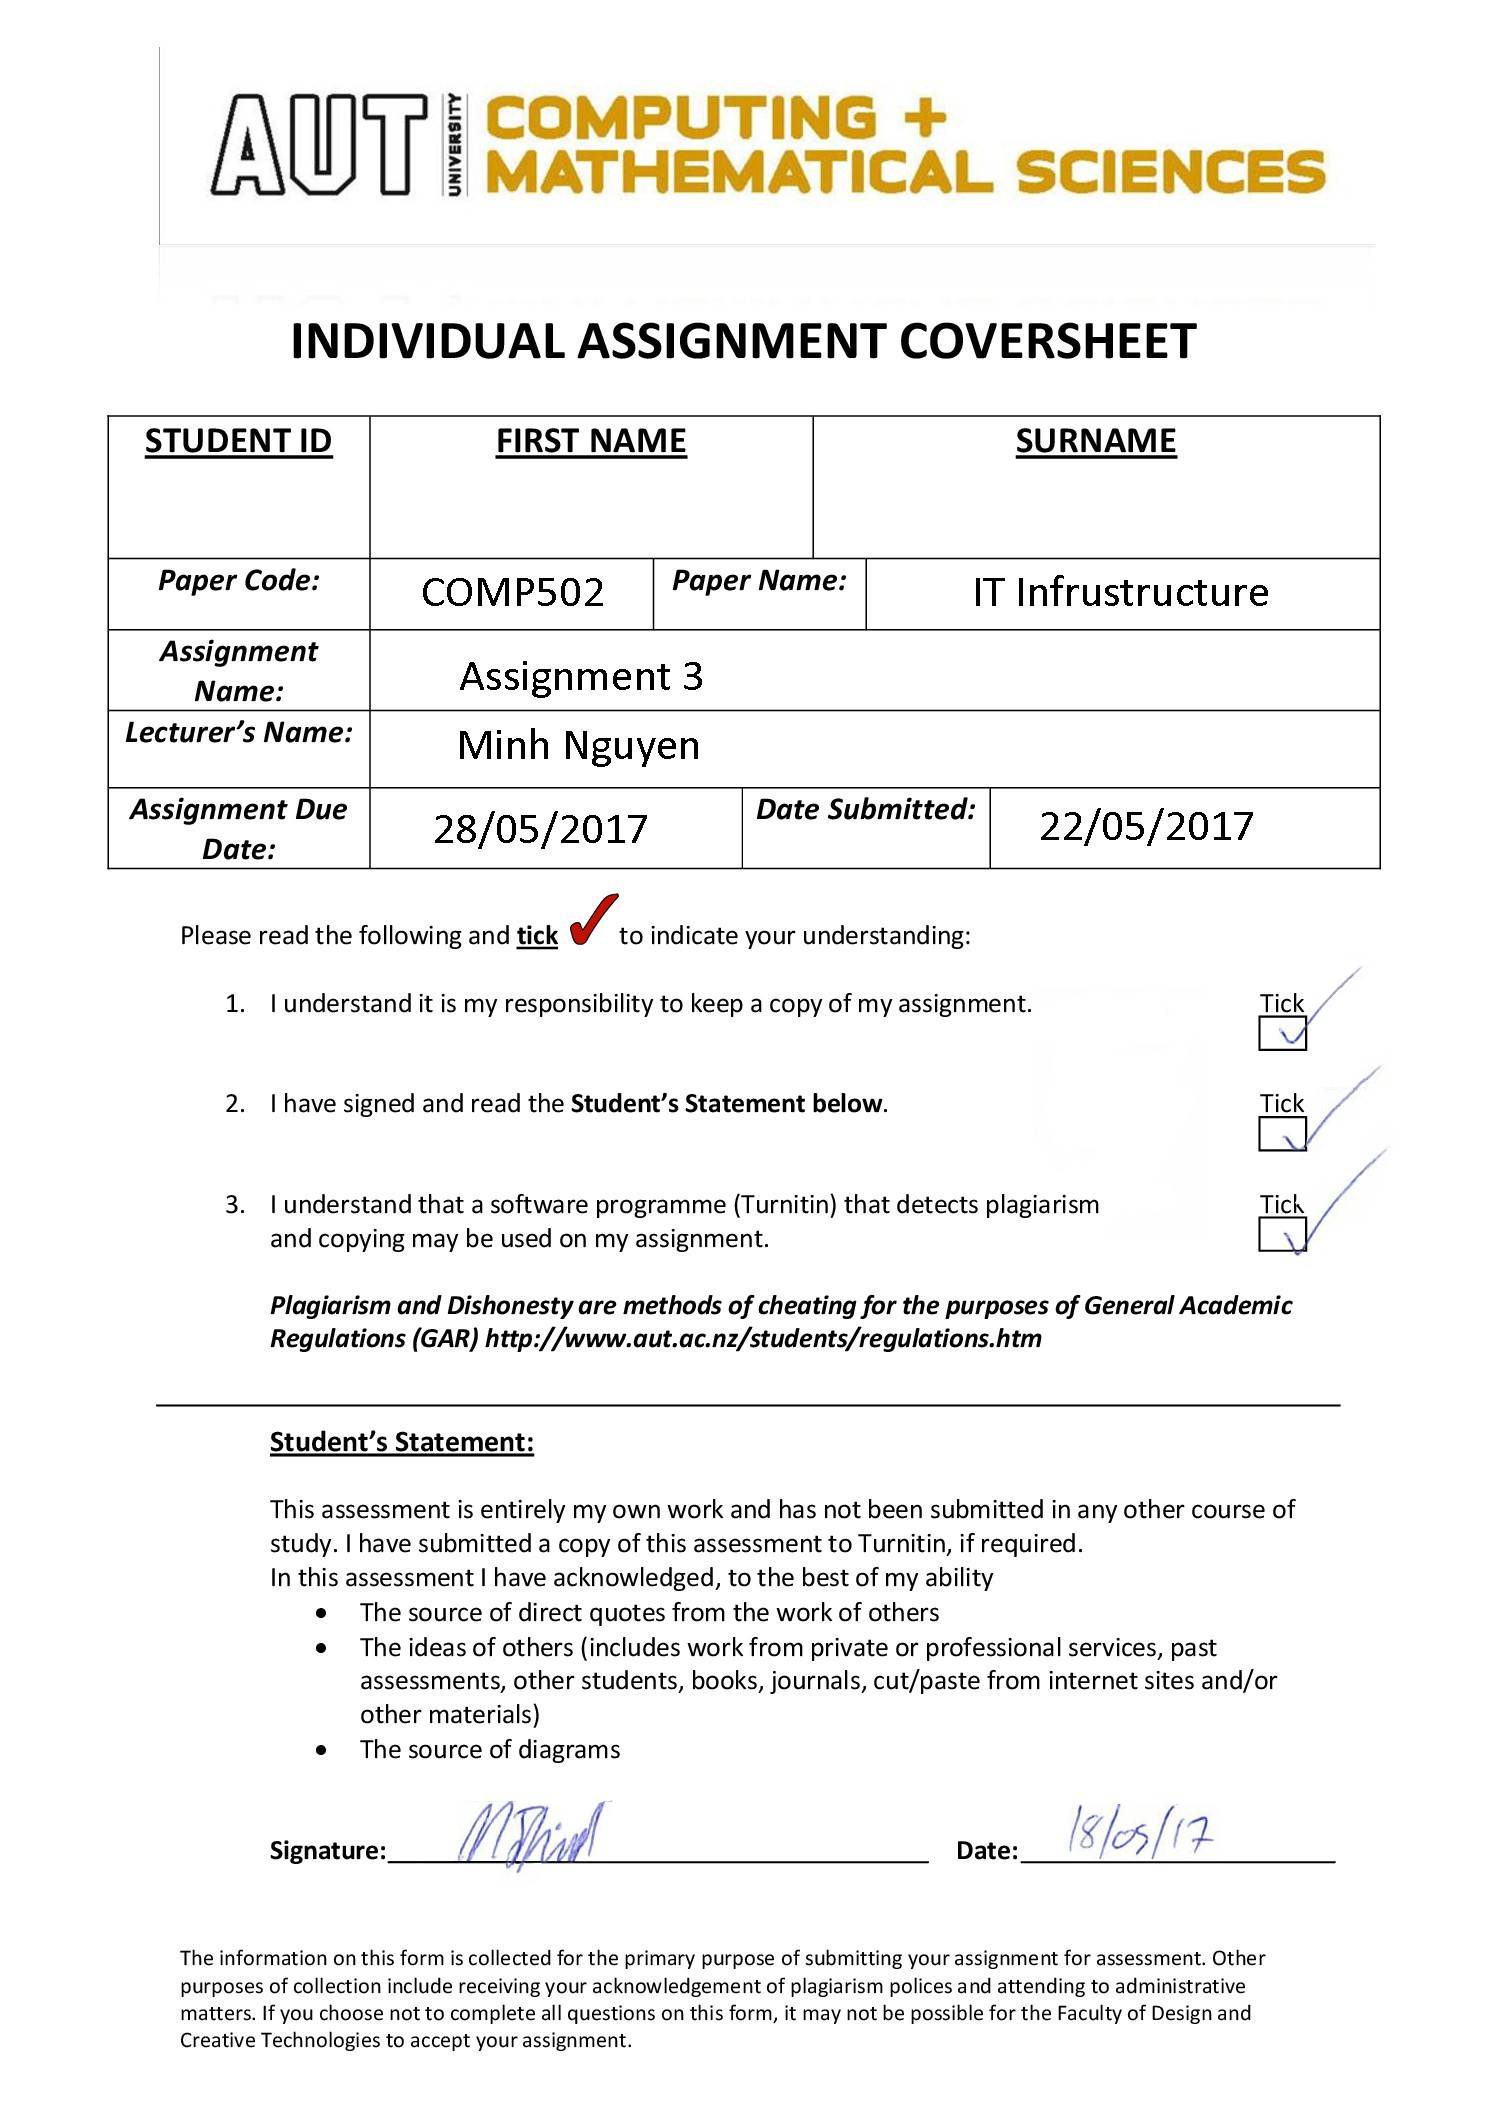 AUT UNIVERSITY COMPUTING +
MATHEMATICAL SCIENCES
INDIVIDUAL ASSIGNMENT COVERSHEET
STUDENT ID FIRST NAME SURNAME
Paper Code: COMP502 Paper Name: IT Infrustructure
Assignment
Name: Assignment 3
Lecturer's Name: Minh Nguyen
Assignment Due
Date: 28/05/2017 Date Submitted: 22/05/2017
Please read the following and tick to indicate your understanding:
1. I understand it is my responsibility to keep a copy of my assignment. Tick
2. I have signed and read the Student's Statement below. Tick
3. I understand that a software programme (Turnitin) that detects plagiarism Tick
and copying may be used on my assignment.
Plagiarism and Dishonesty are methods of cheating for the purposes of General Academic
Regulations (GAR) http://www.aut.ac.nz/students/regulations.htm
Student's Statement:
This assessment is entirely my own work and has not been submitted in any other course of
study. I have submitted a copy of this assessment to Turnitin, if required.
In this assessment I have acknowledged, to the best of my ability
• The source of direct quotes from the work of others
• The ideas of others (includes work from private or professional services, past
assessments, other students, books, journals, cut/paste from internet sites and/or
other materials)
• The source of diagrams
Signature: Date: 18/05/17
The information on this form is collected for the primary purpose of submitting your assignment for assessment. Other
purposes of collection include receiving your acknowledgement of plagiarism polices and attending to administrative
matters. If you choose not to complete all questions on this form, it may not be possible for the Faculty of Design and
Creative Technologies to accept your assignment.